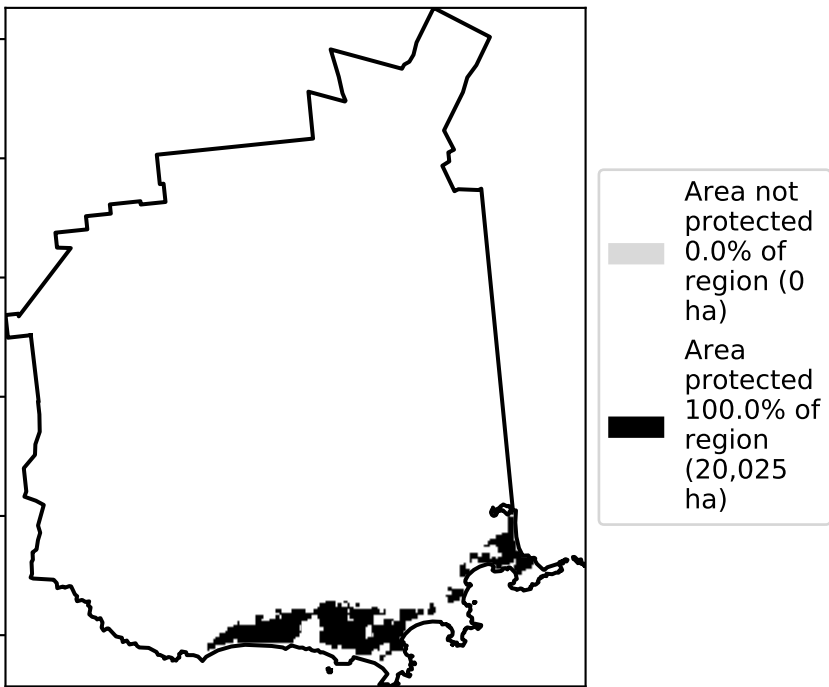 Area not
protected
0.0% of
region (0
ha)
Area
protected
100.0% of
region
(20,025
ha)